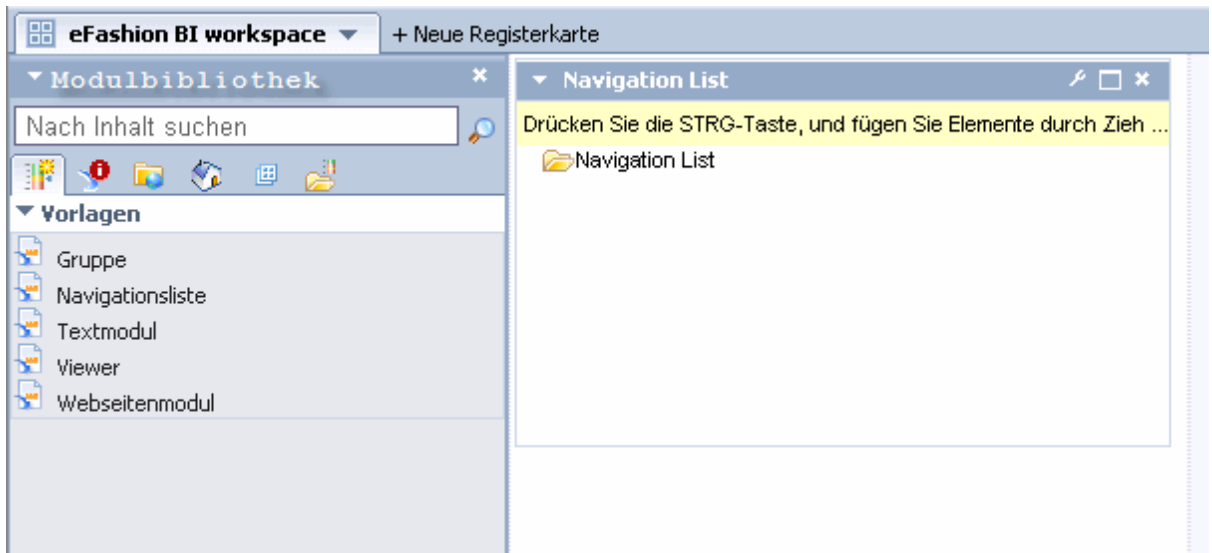 eFashion BI workspace + Neue Registerkarte
Modulbibliothek
Nach Inhalt suchen
Vorlagen
Gruppe
Navigationsliste
Textmodul
Viewer
Webseitenmodul
Navigation List
Drücken Sie die STRG-Taste, und fügen Sie Elemente durch Zieh ...
Navigation List